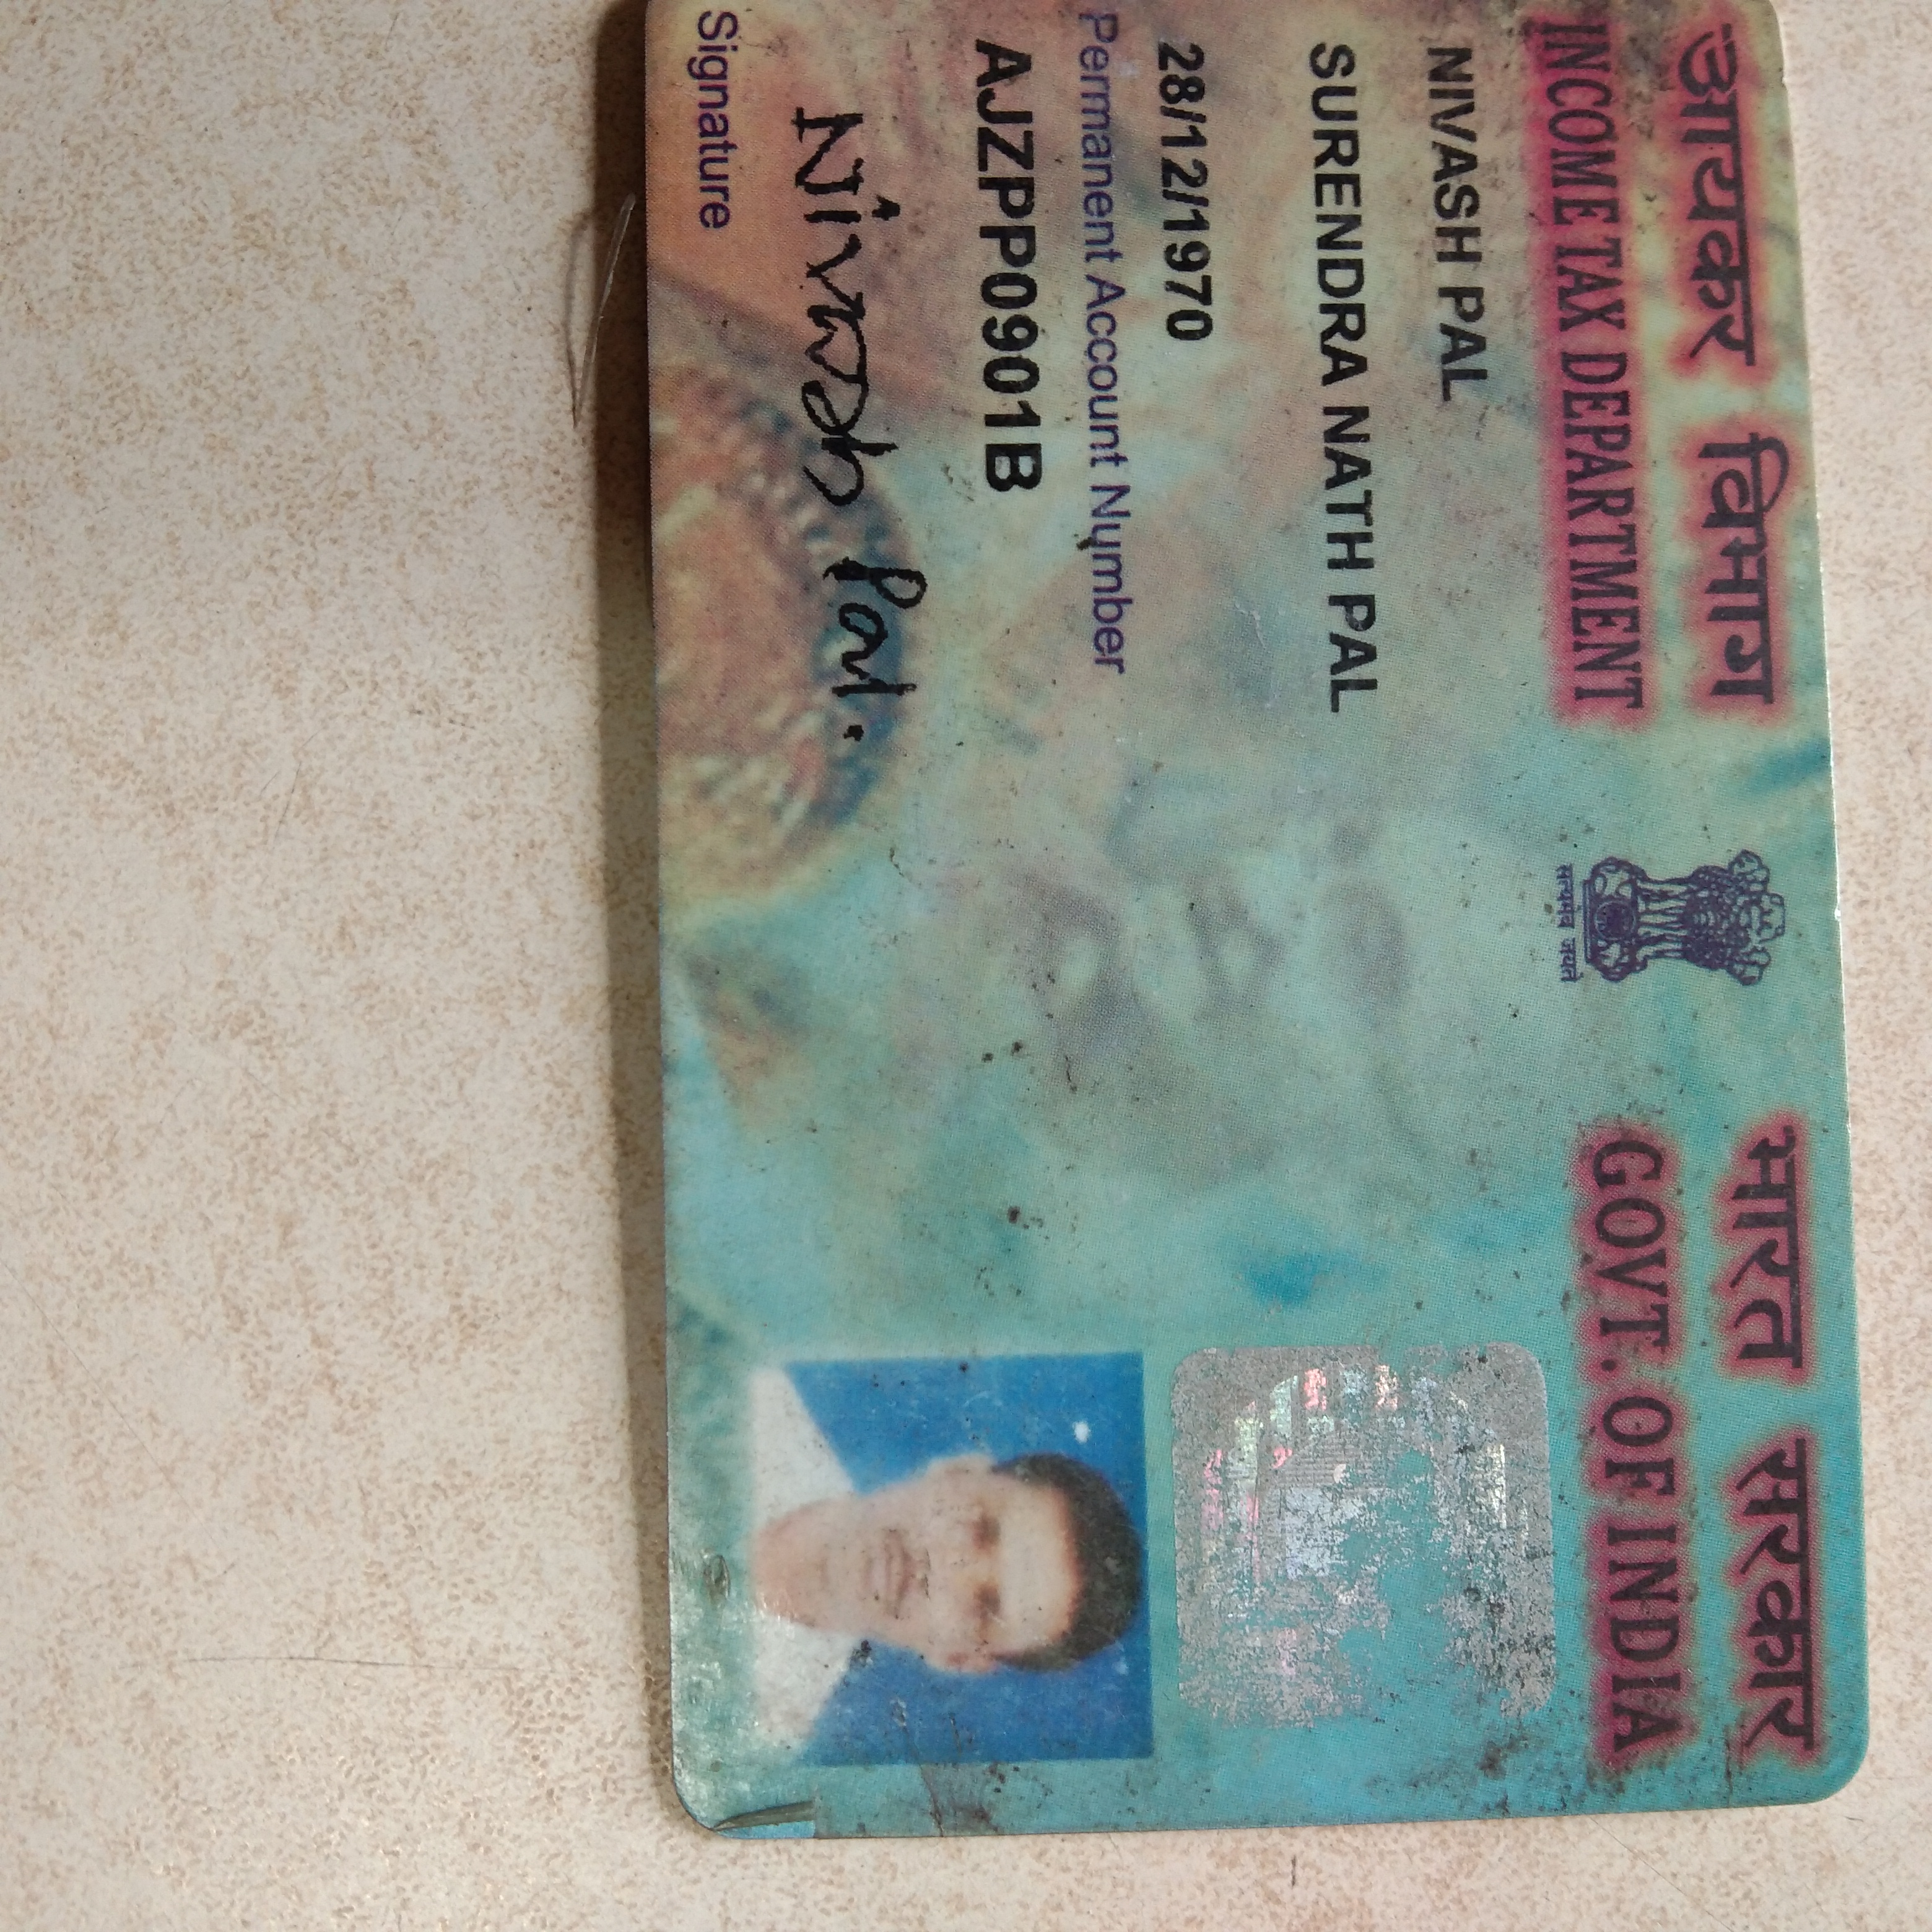 आयकर विभाग
INCOME TAX DEPARTMENT
सत्यमेव जयते
भारत सरकार
GOVT. OF INDIA
NIVASH PAL
SURENDRA NATH PAL
28/12/1970
Permanent Account Number
AJZPP0901B
Nivash Pal.
Signature